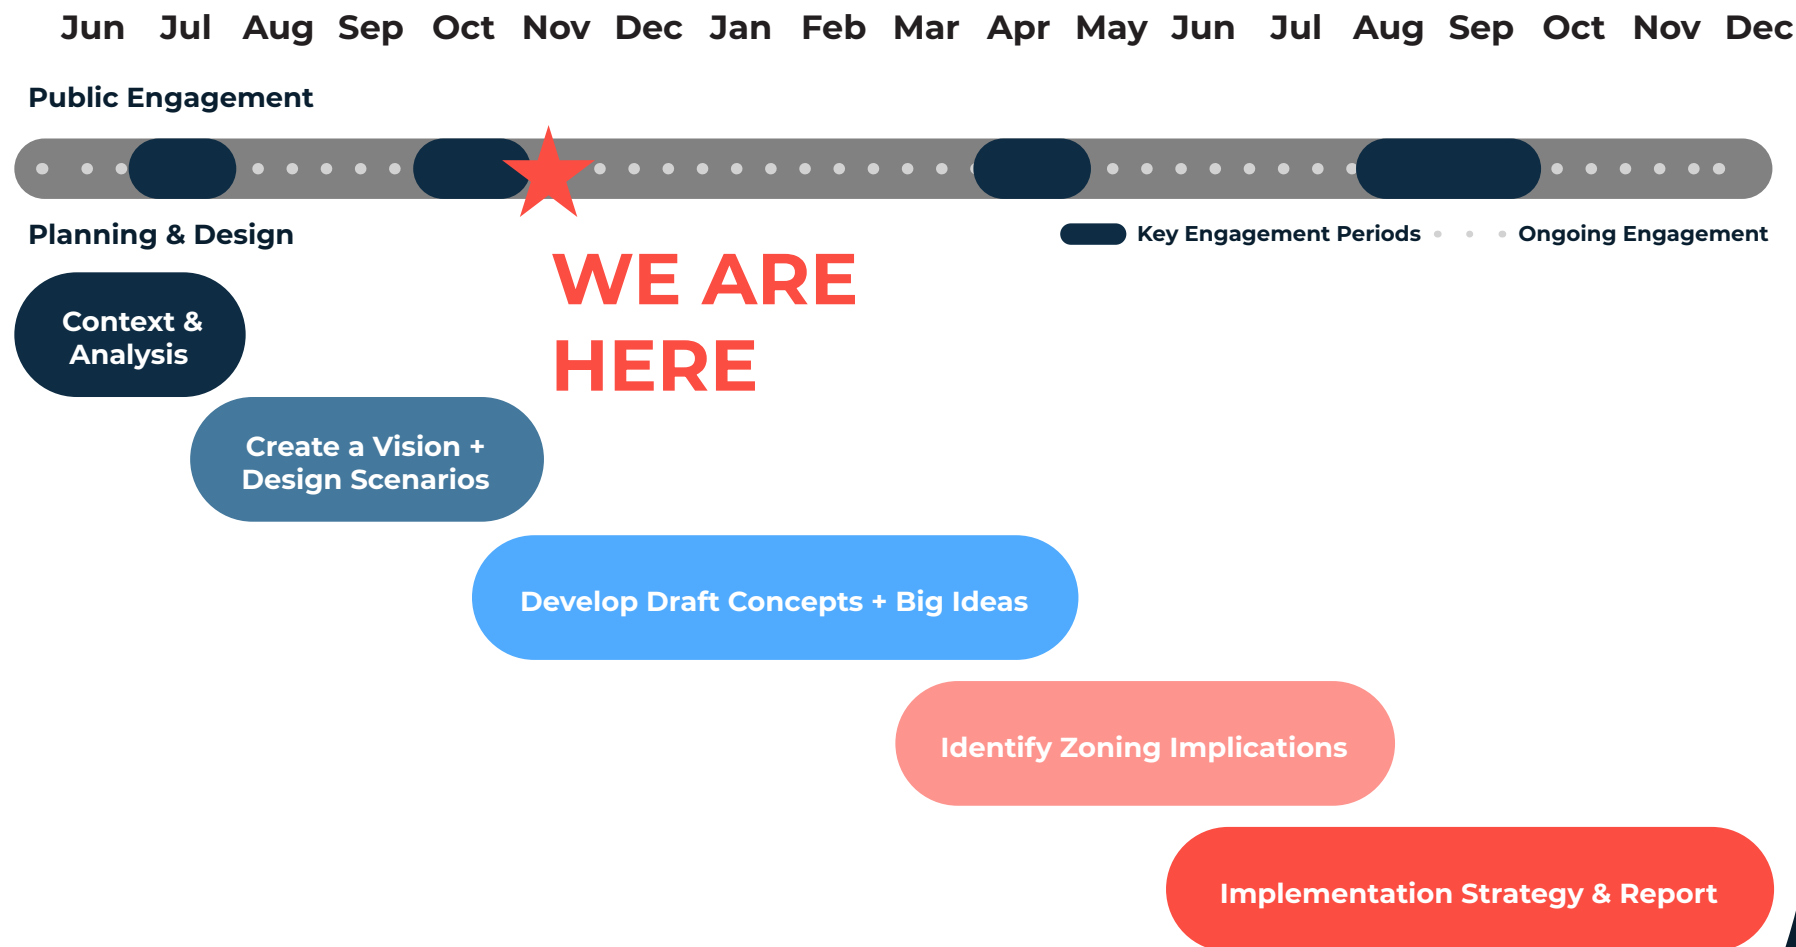 Jun Jul Aug Sep Oct Nov Dec Jan Feb Mar Apr May Jun Jul Aug Sep Oct Nov Dec
Public Engagement
Planning & Design
Key Engagement Periods
Ongoing Engagement
WE ARE
HERE
Context &
Analysis
Create a Vision +
Design Scenarios
Develop Draft Concepts + Big Ideas
Identify Zoning Implications
Implementation Strategy & Report